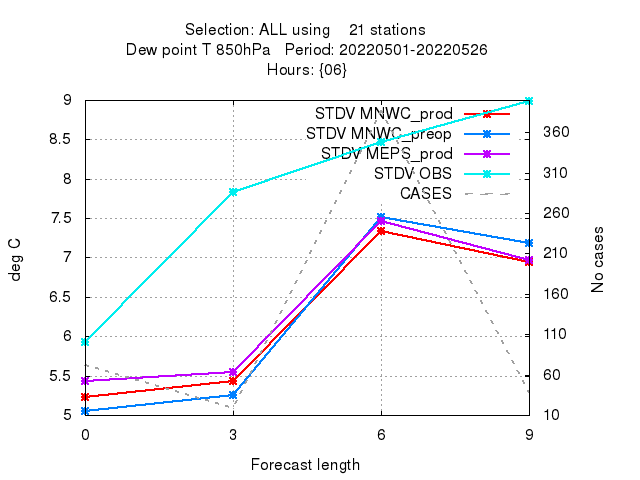 Selection: ALL using 21 stations
Dew point T 850hPa Period: 20220501-20220526
Hours: {06}
STDV MNWC_prod
STDV MNWC_preop
STDV MEPS_prod
STDV OBS
CASES
9
8.5
8
7.5
7
6.5
6
5.5
5
360
310
260
210
160
110
60
10
0 3 6 9
deg C
No cases
Forecast length